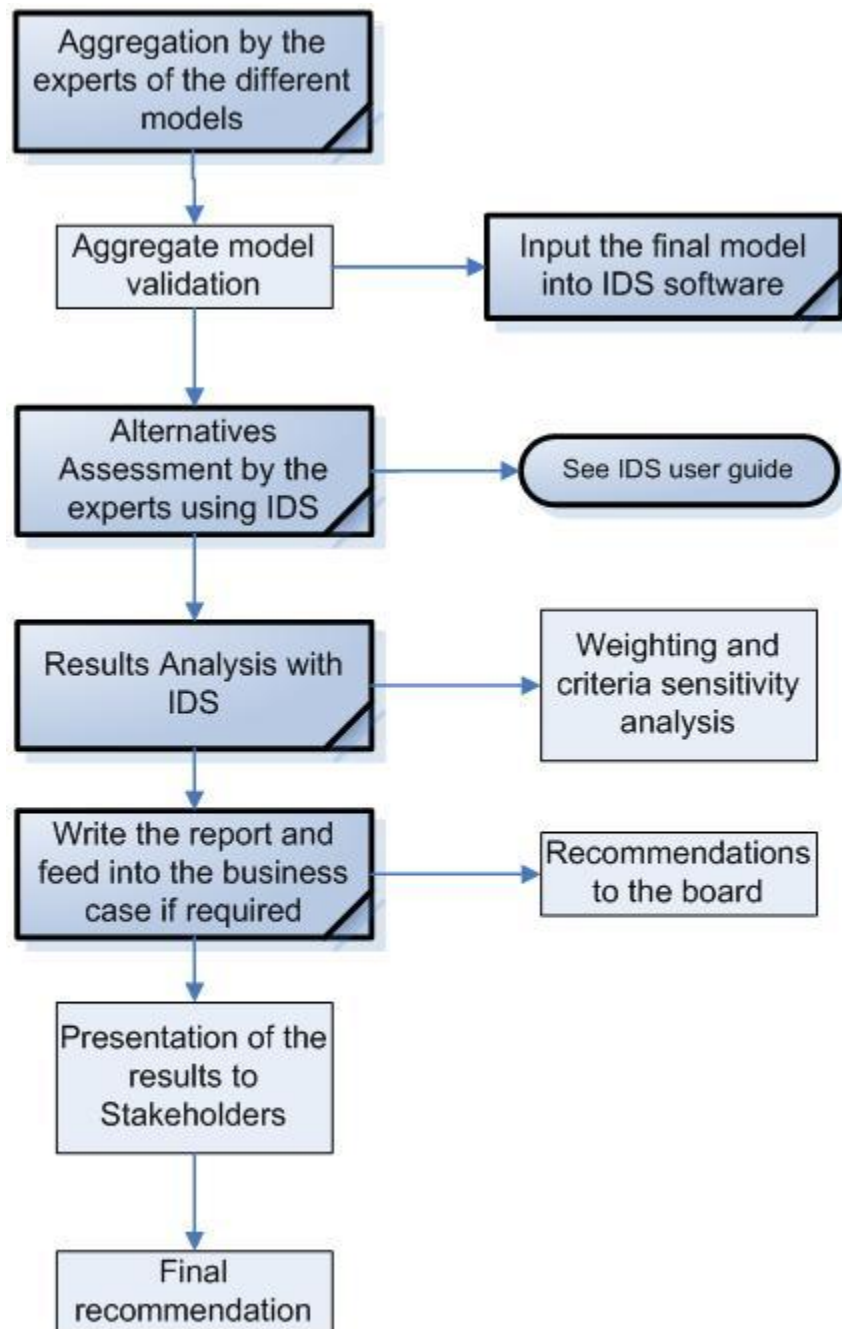 Aggregation by the
experts of the different
models
Aggregate model
validation
Input the final model
into IDS software
Alternatives
Assessment by the
experts using IDS
See IDS user guide
Results Analysis with
IDS
Weighting and
criteria sensitivity
analysis
Write the report and
feed into the business
case if required
Recommendations
to the board
Presentation of the
results to
Stakeholders
Final
recommendation